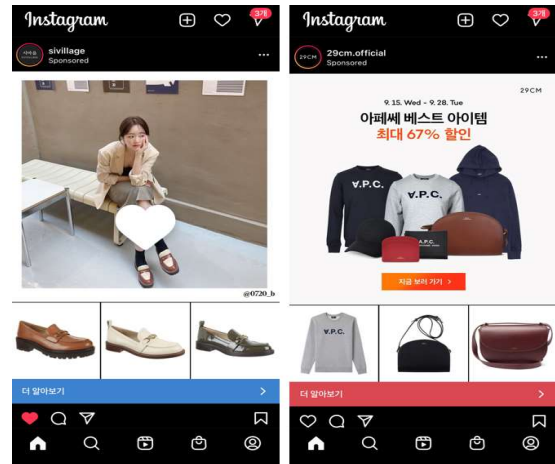 Instagram
3개
sivillage
Sponsored
@0720_b
더 알아보기
Instagram
3개
29cm.official
Sponsored
29CM
29CM
9. 15. Wed - 9. 28. Tue
아페쎄 베스트 아이템
최대 67% 할인
A.P.C.
A.P.C.
A.P.C.
지금 보러 가기 >
A.P.C.
더 알아보기